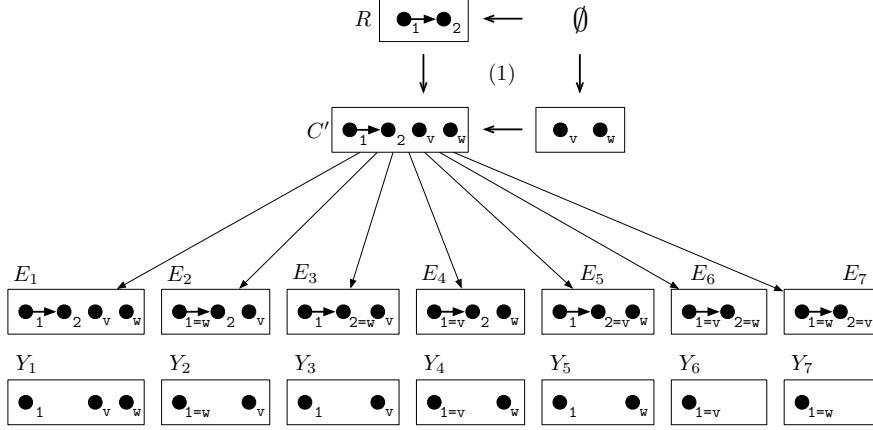 R 1 2 ∅
(1)
C′ 1 2 v w v w
E1 E2 E3 E4 E5 E6 E7
1 2 v w 1=w 2 v 1 2=w v 1=v 2 w 1 2=v w 1=v 2=w 1=w 2=v
Y1 Y2 Y3 Y4 Y5 Y6 Y7
1 v w 1=w v 1 v 1=v w 1 w 1=v 1=w